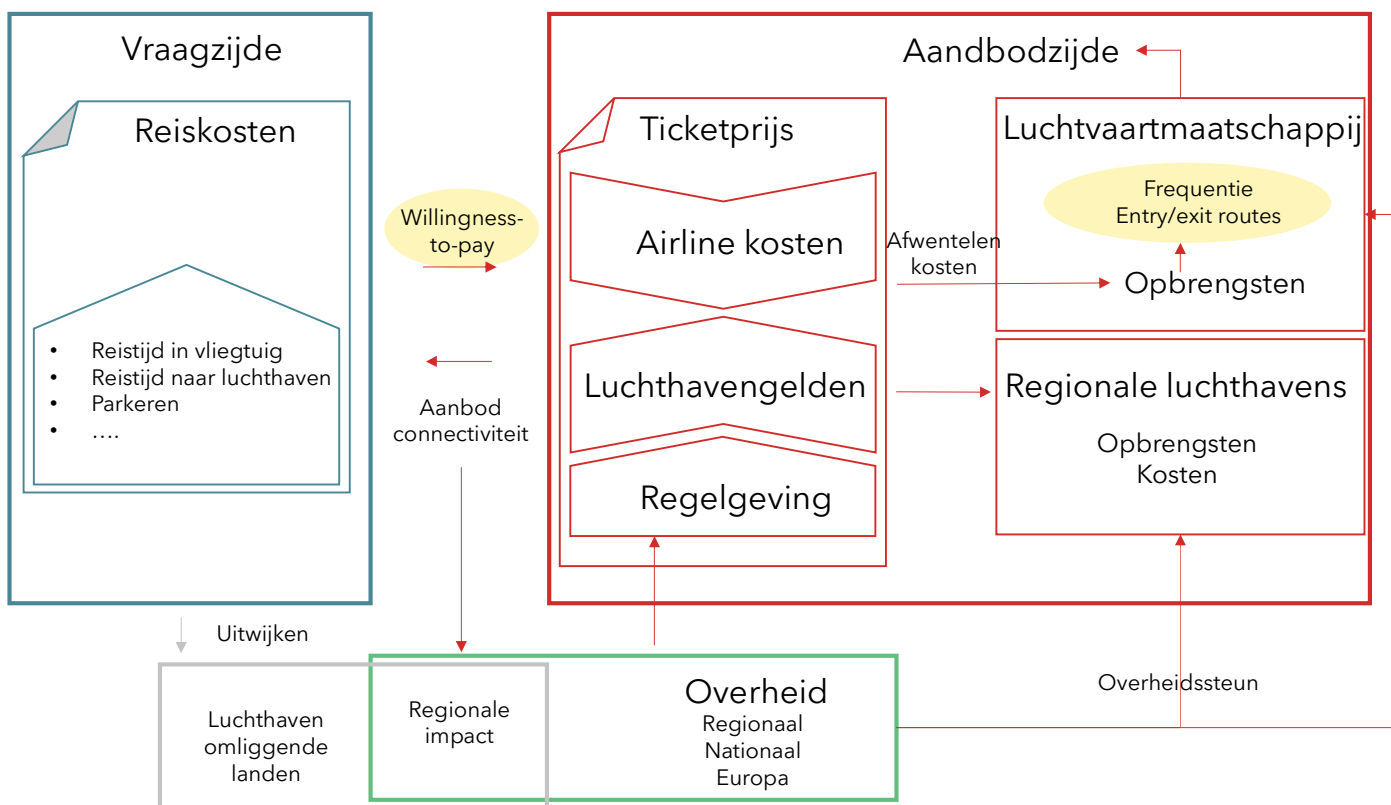 Vraagzijde
Reiskosten
• Reistijd in vliegtuig
• Reistijd naar luchthaven
• Parkeren
• ….
Willingness-
to-pay
Aanbod
connectiviteit
Aandbodzijde
Ticketprijs
Airline kosten
Luchthavengelden
Regelgeving
Afwentelen
kosten
Luchtvaartmaatschappij
Frequentie
Entry/exit routes
Opbrengsten
Regionale luchthavens
Opbrengsten
Kosten
Uitwijken
Luchthaven
omliggende
landen
Regionale
impact
Overheid
Regionaal
Nationaal
Europa
Overheidssteun